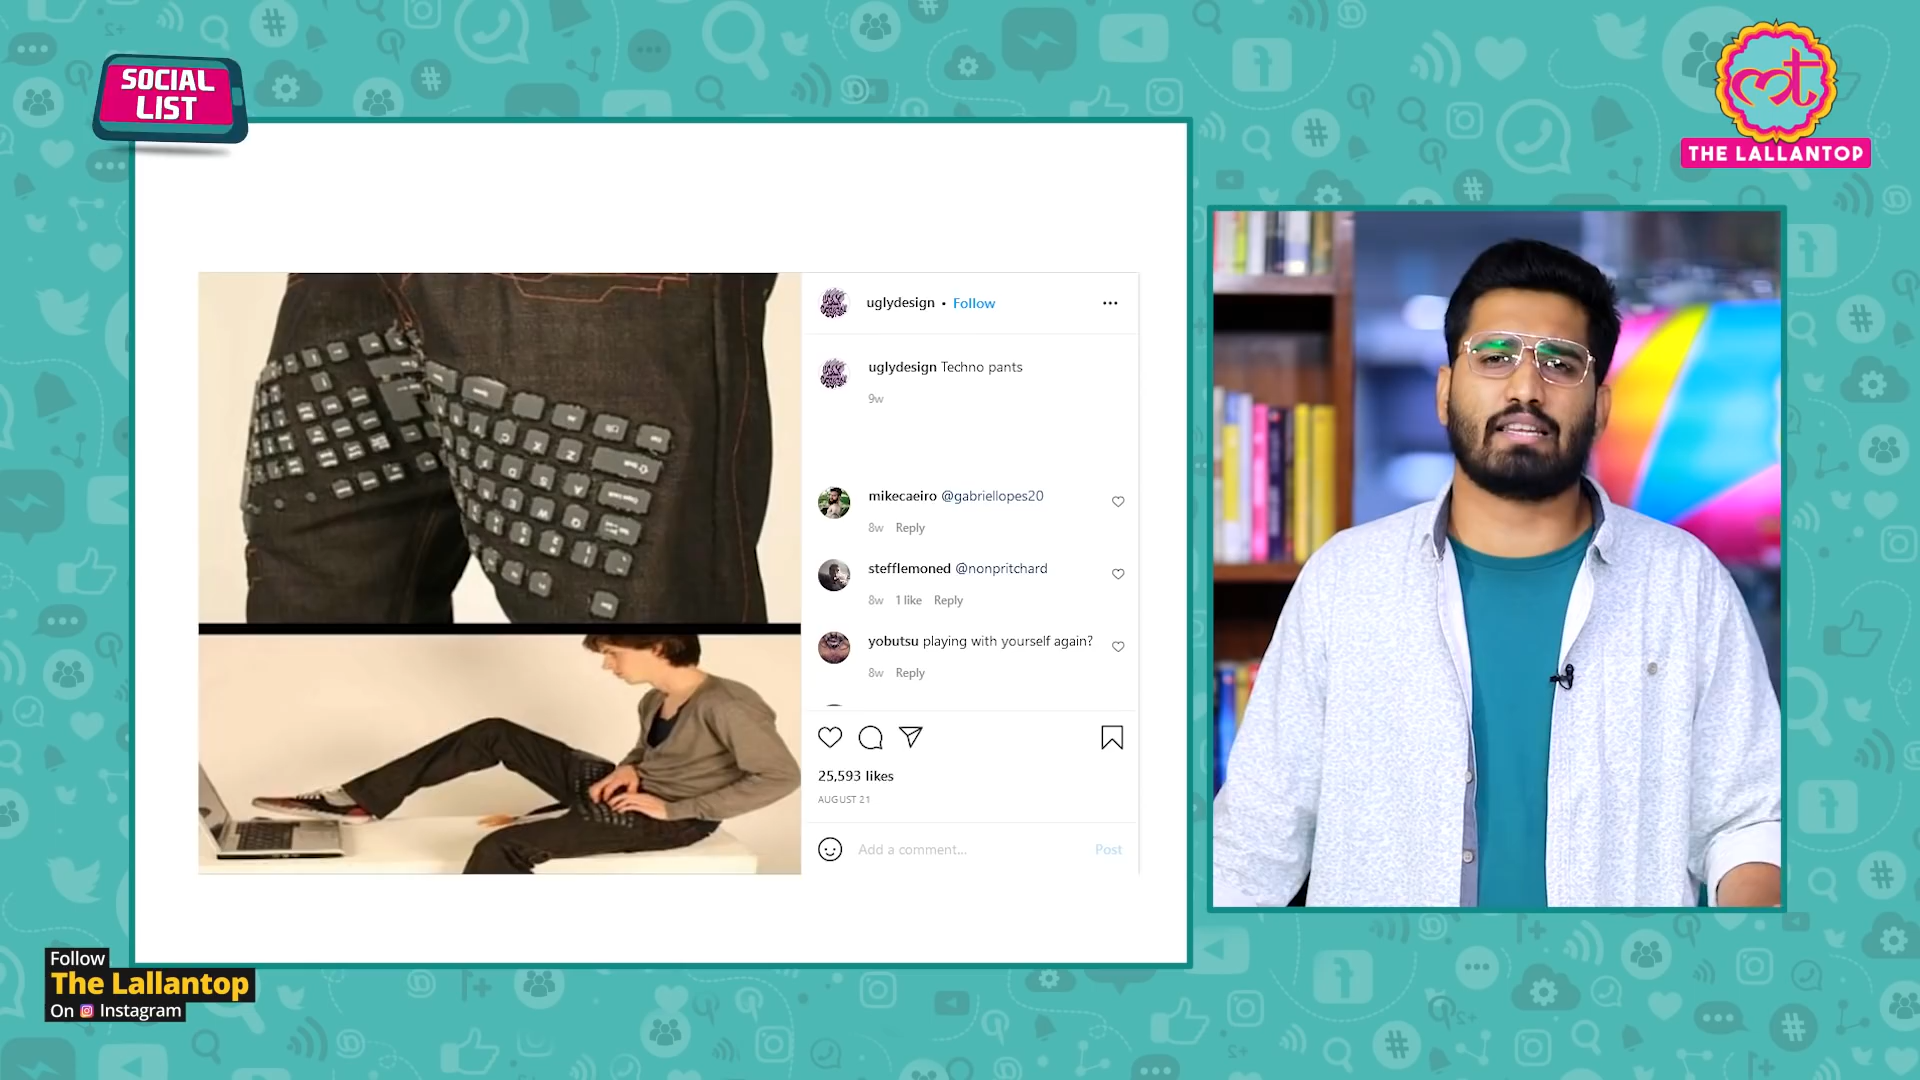 SOCIAL
LIST
THE LALLANTOP
uglydesign • Follow
uglydesign Techno pants
9w
mikecaeiro @gabriellopes20
8w Reply
stefflemoned @nonpritchard
8w 1 like Reply
yobutsu playing with yourself again?
8w Reply
25,593 likes
AUGUST 21
Add a comment...
Post
Follow
The Lallantop
On Instagram